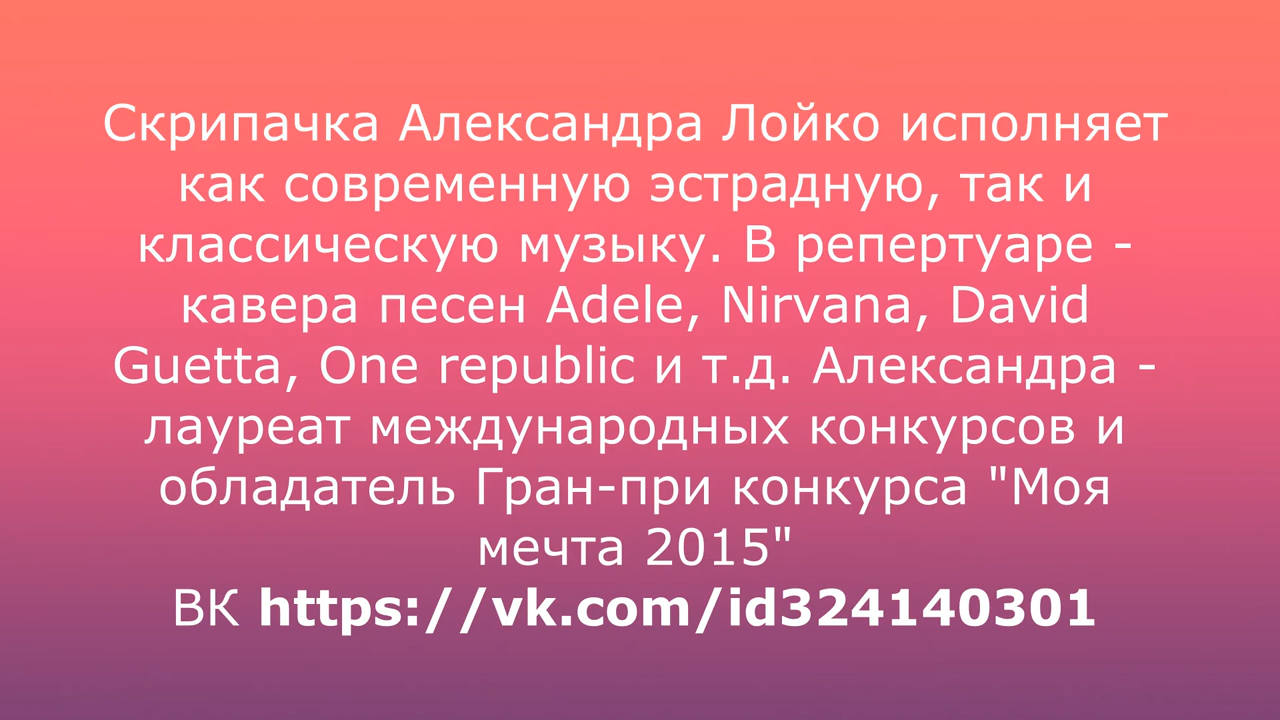 Скрипачка Александра Лойко исполняет
как современную эстрадную, так и
классическую музыку. В репертуаре -
кавера песен Adele, Nirvana, David
Guetta, One republic и т.д. Александра -
лауреат международных конкурсов и
обладатель Гран-при конкурса "Моя
мечта 2015"
ВК https://vk.com/id324140301